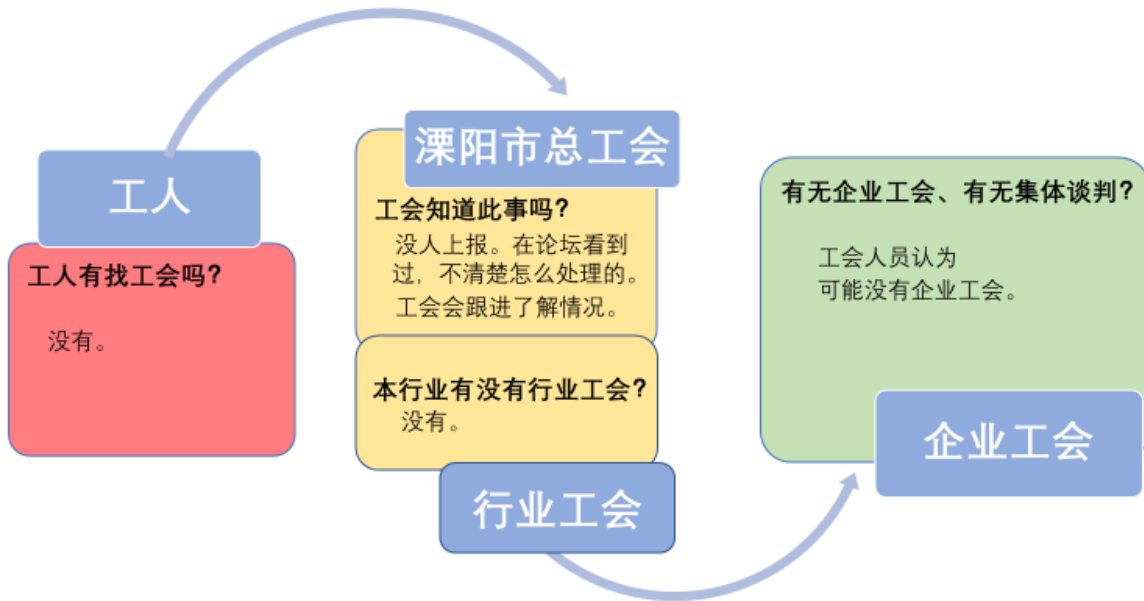 工人
工人有找工会吗？
没有。
溧阳市总工会
工会知道此事吗？
没人上报。在论坛看到
过，不清楚怎么处理的。
工会会跟进了解情况。
本行业有没有行业工会？
没有。
行业工会
有无企业工会、有无集体谈判？
工会人员认为
可能没有企业工会。
企业工会